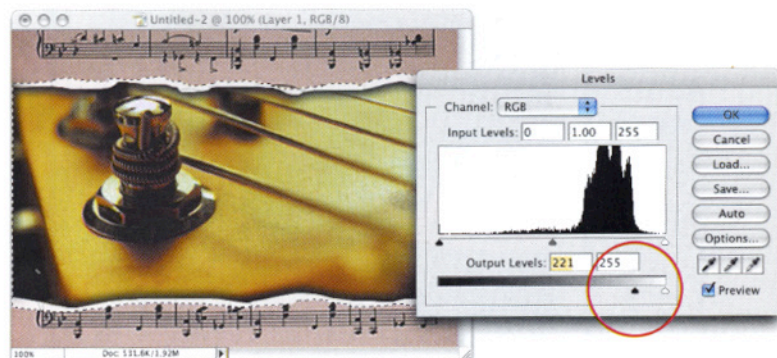 Untitled-2 @ 100% (Layer 1, RGB/8)
100%
Doc: 531.6K/1.92M
Levels
Channel: RGB
Input Levels: 0 1.00 255
Output Levels: 221 255
OK
Cancel
Load...
Save...
Auto
Options...
Preview